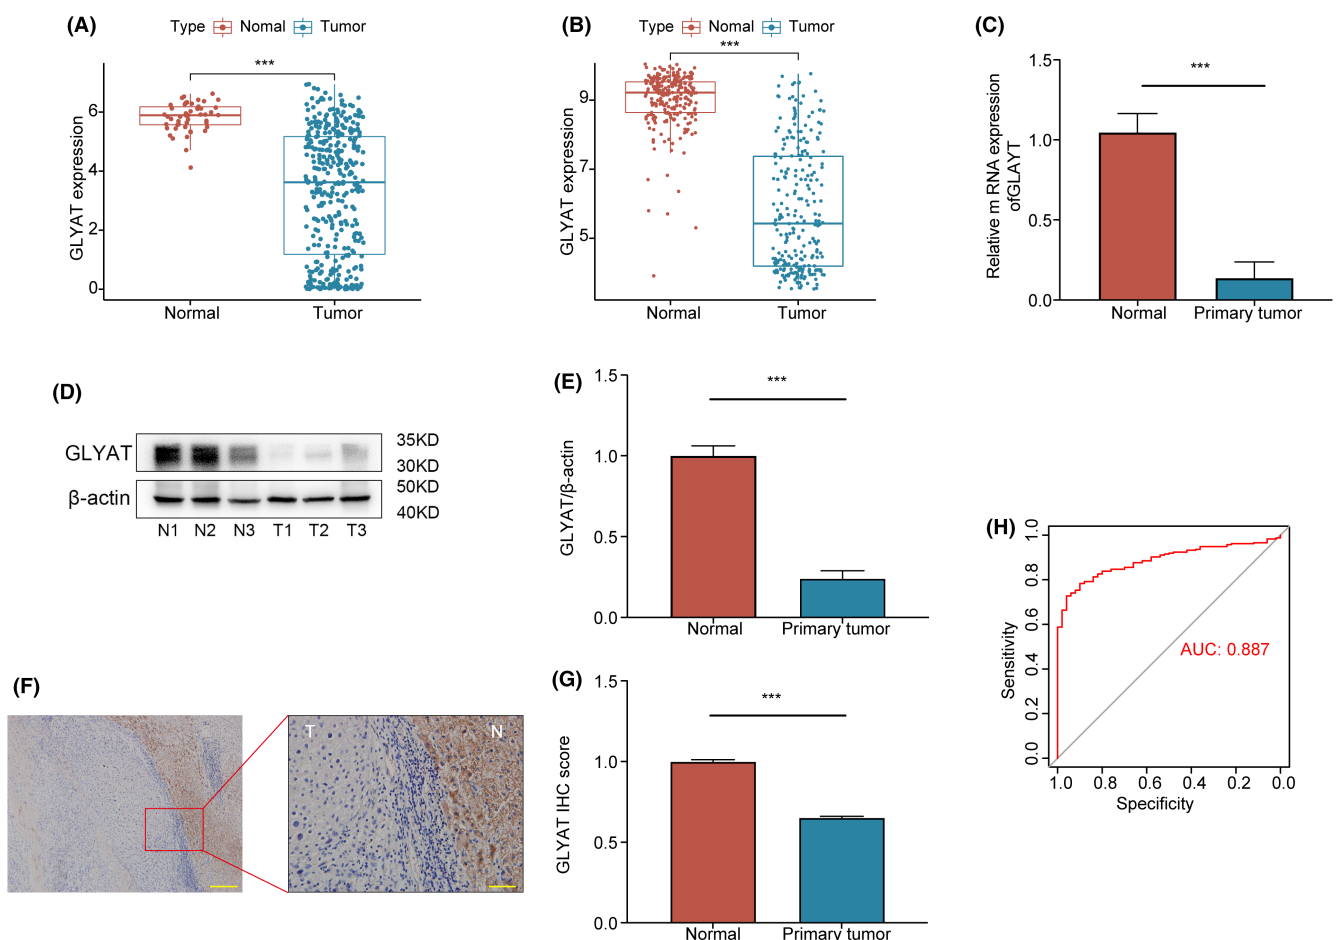 (A)
Type Nomal Tumor
***
GLYAT expression
6
4
2
0
Normal Tumor
(B)
Type Normal Tumor
***
GLYAT expression
9
7
5
Normal Tumor
(C)
***
Relative m RNA expression
ofGLAYT
1.5
1.0
0.5
0.0
Normal Primary tumor
(D)
GLYAT
35KD
30KD
β-actin
50KD
40KD
N1 N2 N3 T1 T2 T3
(E)
***
GLYAT/β-actin
1.5
1.0
0.5
0.0
Normal Primary tumor
(F)
T N
(G)
***
GLYAT IHC score
1.5
1.0
0.5
0.0
Normal Primary tumor
(H)
Sensitivity
1.0
0.8
0.6
0.4
0.2
0.0
AUC: 0.887
1.0 0.8 0.6 0.4 0.2 0.0
Specificity